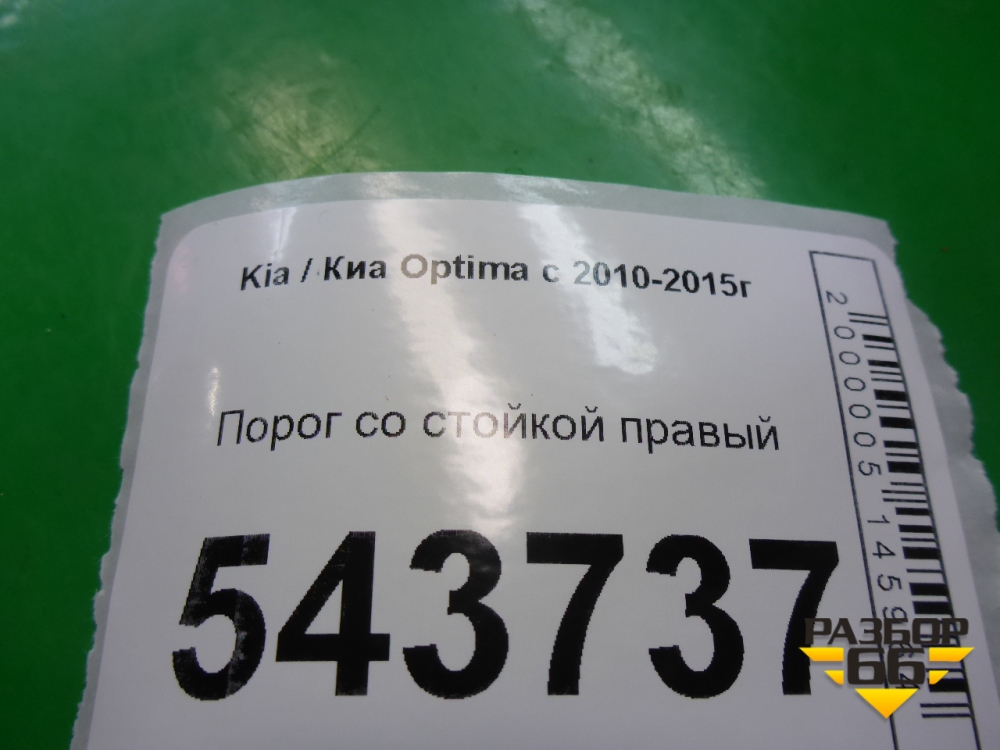 Kia / Киа Optima с 2010-2015г
Порог со стойкой правый
543737
РАЗБОР
66